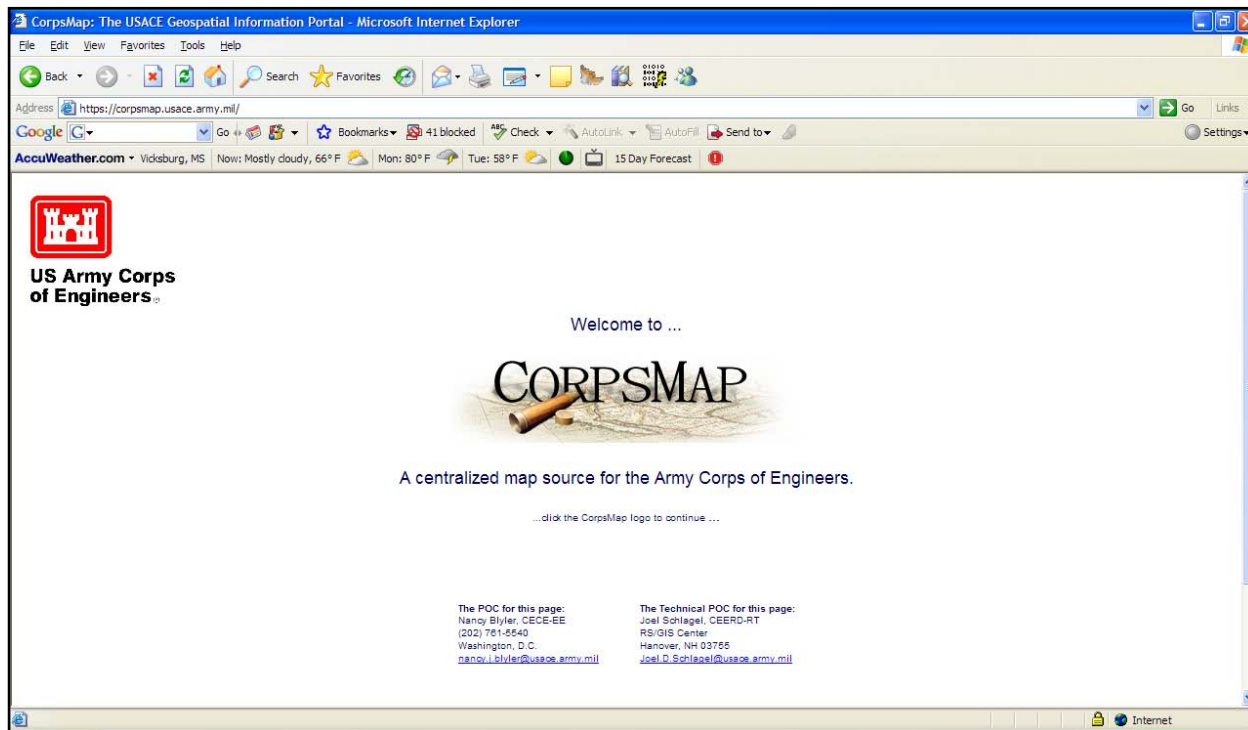 CorpsMap: The USACE Geospatial Information Portal - Microsoft Internet Explorer
File Edit View Favorites Tools Help
Back Search Favorites
Address https://corpsmap.usace.army.mil/ Go Links
Google G Go Bookmarks 41 blocked ABC Check AutoLink AutoFill Send to Settings
AccuWeather.com Vicksburg, MS Now: Mostly cloudy, 66° F Mon: 80° F Tue: 58° F 15 Day Forecast
US Army Corps
of Engineers®
Welcome to ...
CORPSMAP
A centralized map source for the Army Corps of Engineers.
...click the CorpsMap logo to continue ...
The POC for this page:
Nancy Blyler, CECE-EE
(202) 761-5540
Washington, D.C.
nancy.j.blyler@usace.army.mil
The Technical POC for this page:
Joel Schlagel, CEERD-RT
RS/GIS Center
Hanover, NH 03755
Joel.D.Schlagel@usace.army.mil
Internet